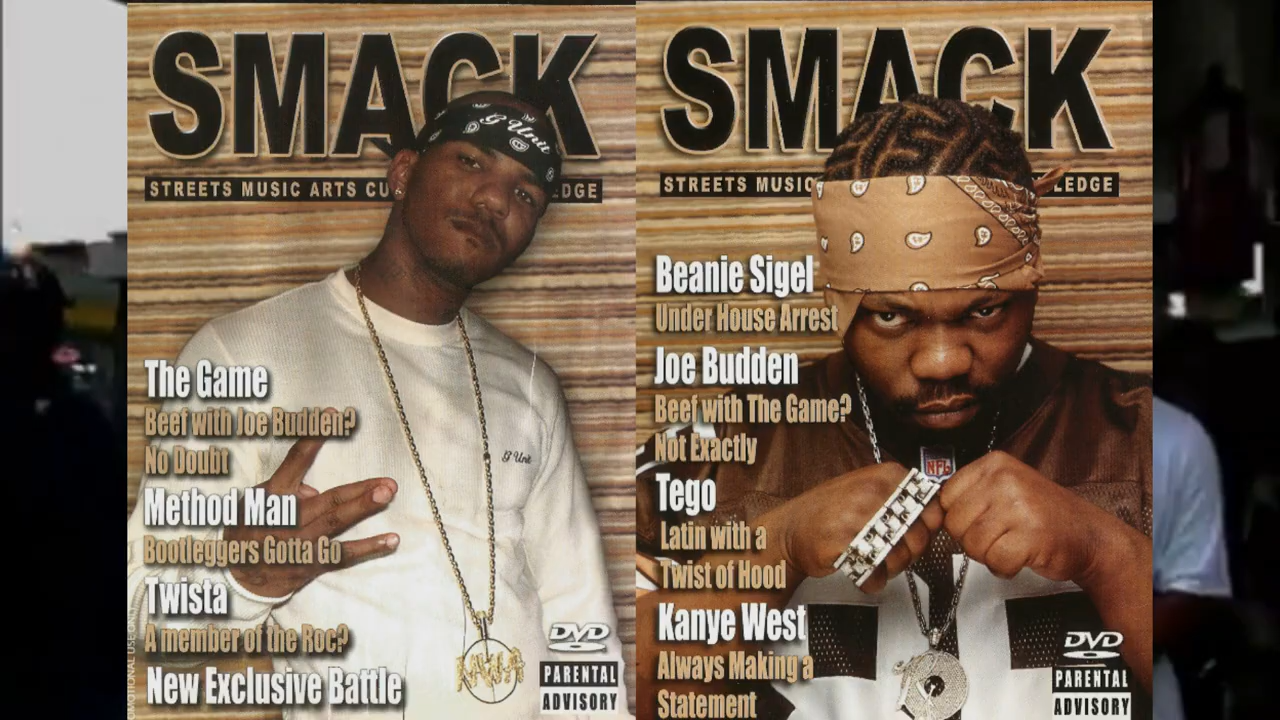 SMACK
STREETS MUSIC ARTS CU EDGE
G Unit
The Game
Beef with Joe Budden?
No Doubt
G Unit
Method Man
Bootleggers Gotta Go
Twista
A member of the Roc?
New Exclusive Battle
DVD
PARENTAL
ADVISORY
SMACK
STREETS MUSIC LEDGE
Beanie Sigel
Under House Arrest
Joe Budden
Beef with The Game?
Not Exactly
NFL
Tego
Latin with a
Twist of Hood
Kanye West
Always Making a
Statement
DVD
PARENTAL
ADVISORY